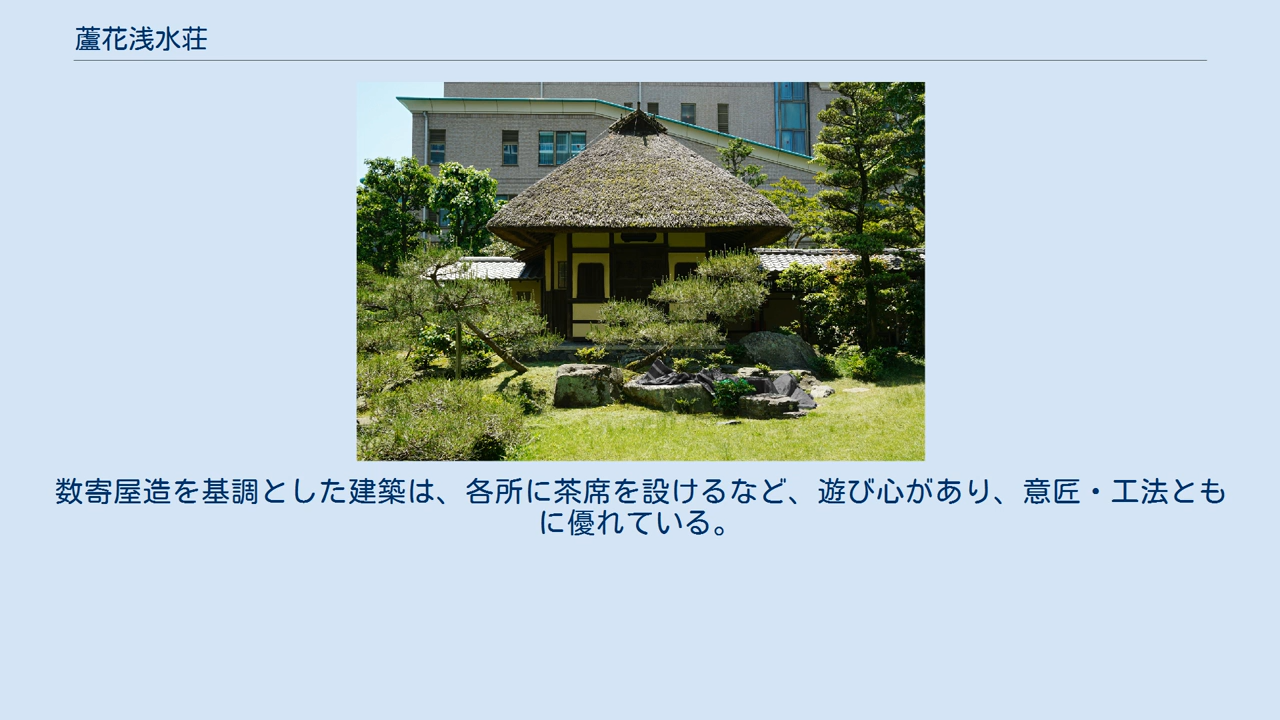 蘆花浅水荘
数寄屋造を基調とした建築は、各所に茶席を設けるなど、遊び心があり、意匠・工法とも
に優れている。